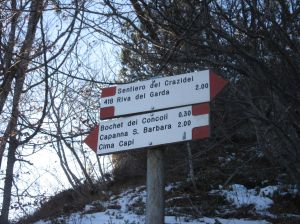 Sentiero dei Crazidei 2.00
418 Riva del Garda
Bochet dei Concoli 0.30
Capanna S. Barbara 2.00
Cima Capi